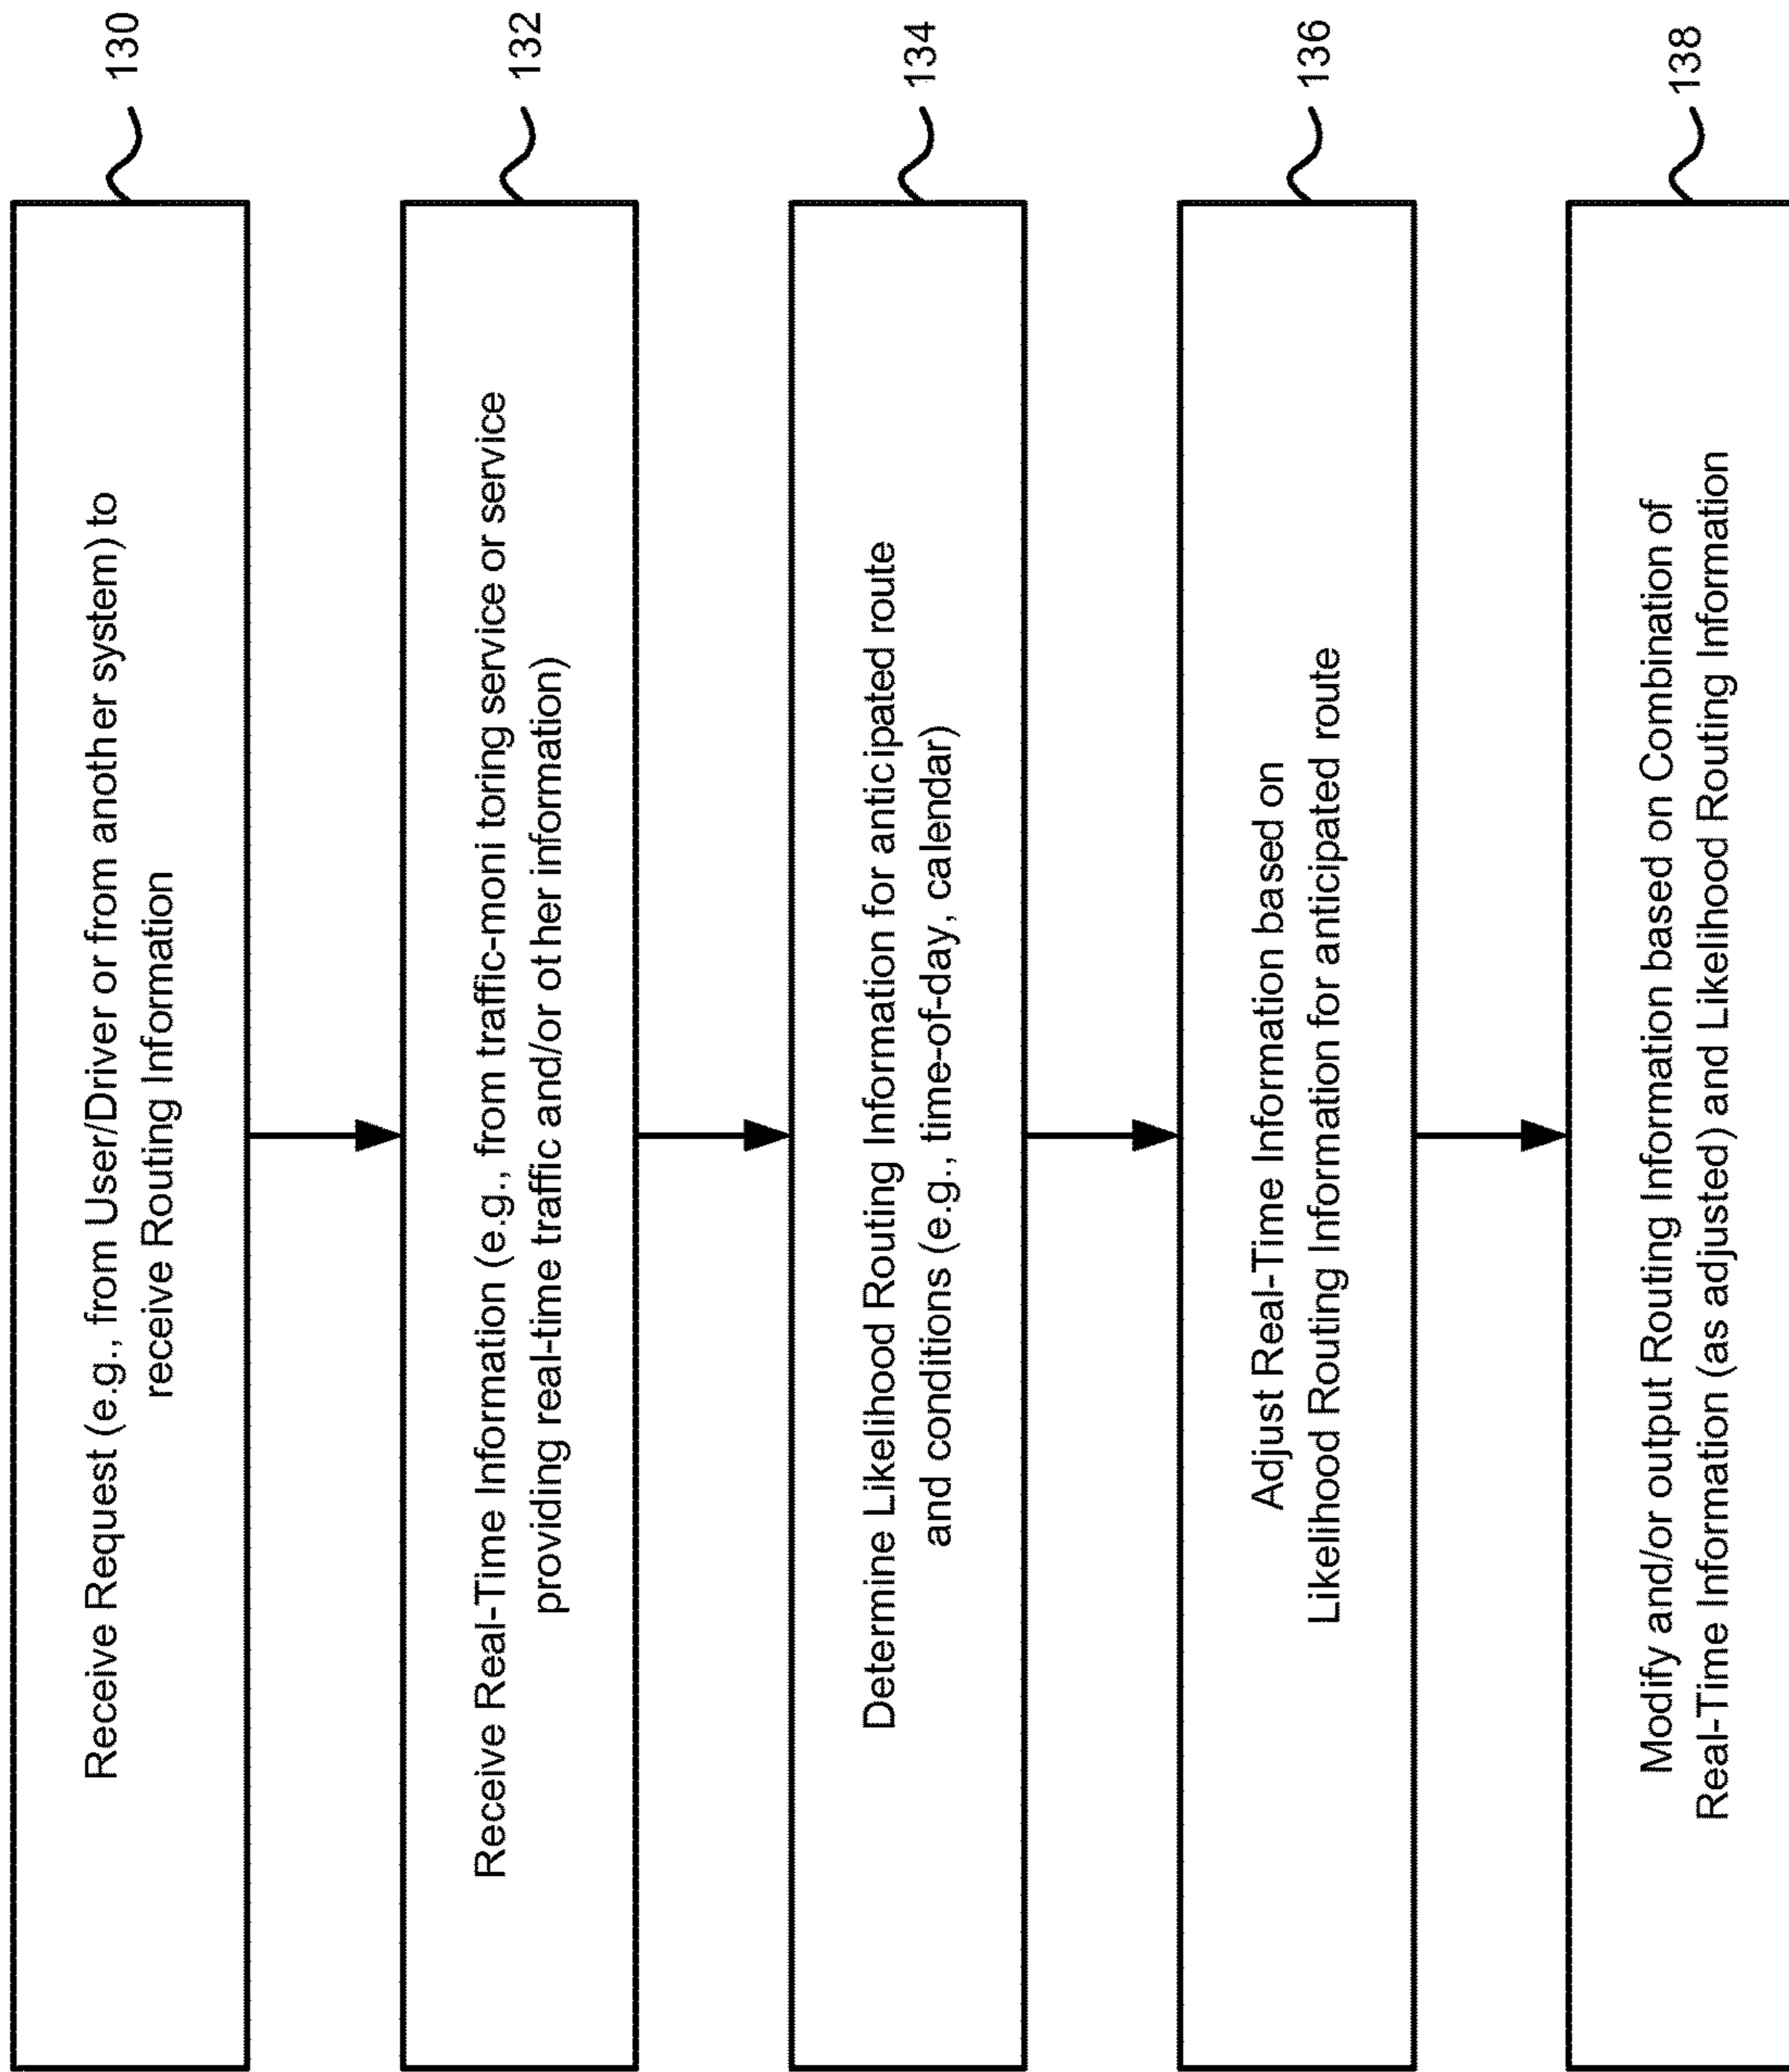 Receive Request (e.g., from User/Driver or from another system) to
receive Routing Information
130
Receive Real-Time Information (e.g., from traffic-moni toring service or service
providing real-time traffic and/or ot her information)
132
Determine Likelihood Routing Information for anticipated route
and conditions (e.g., time-of-day, calendar)
134
Adjust Real-Time Information based on
Likelihood Routing Information for anticipated route
136
Modify and/or output Routing Information based on Combination of
Real-Time Information (as adjusted) and Likelihood Routing Information
138